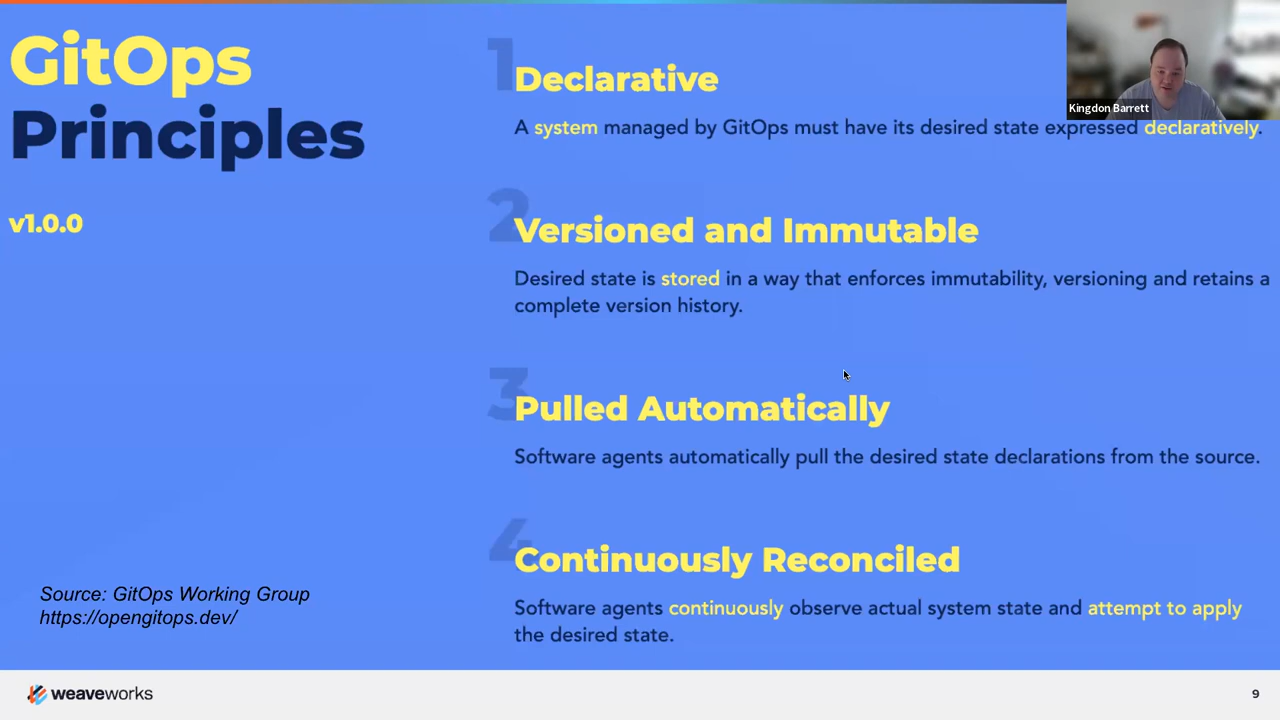 GitOps
Principles
v1.0.0
1
Declarative
A system managed by GitOps must have its desired state expressed declaratively.
2
Versioned and Immutable
Desired state is stored in a way that enforces immutability, versioning and retains a
complete version history.
3
Pulled Automatically
Software agents automatically pull the desired state declarations from the source.
4
Continuously Reconciled
Software agents continuously observe actual system state and attempt to apply
the desired state.
Source: GitOps Working Group
https://opengitops.dev/
Kingdon Barrett
weaveworks
9